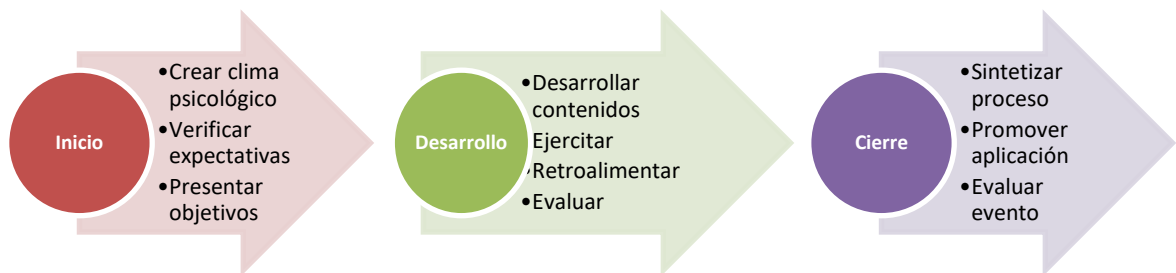 Inicio
•Crear clima
psicológico
•Verificar
expectativas
•Presentar
objetivos
Desarrollo
•Desarrollar
contenidos
Ejercitar
•Retroalimentar
•Evaluar
Cierre
•Sintetizar
proceso
•Promover
aplicación
•Evaluar
evento